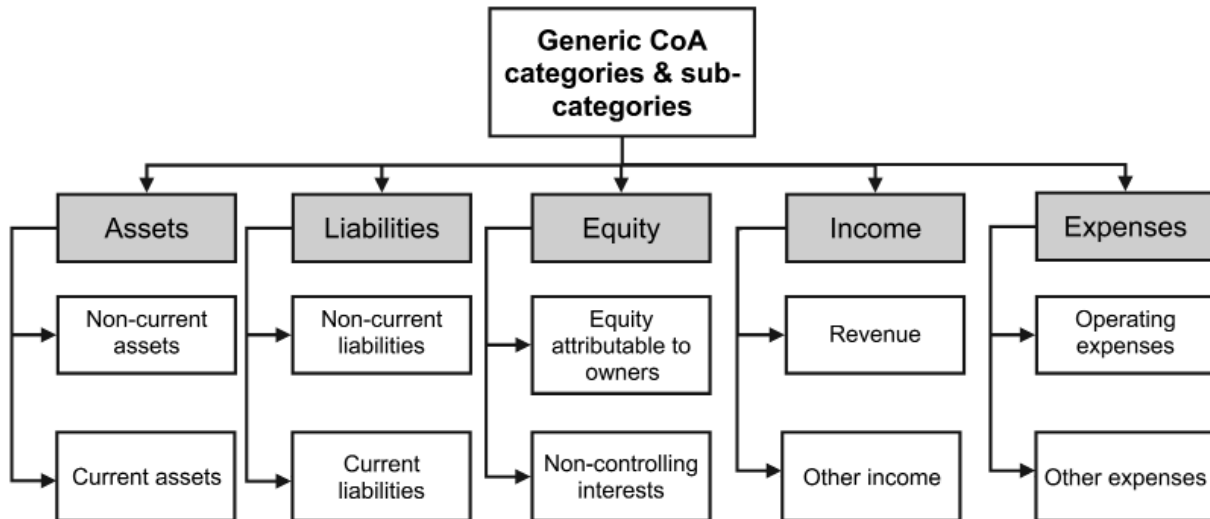 Generic CoA
categories & sub-
categories
Assets
Liabilities
Equity
Income
Expenses
Non-current
assets
Non-current
liabilities
Equity
attributable to
owners
Revenue
Operating
expenses
Current assets
Current
liabilities
Non-controlling
interests
Other income
Other expenses